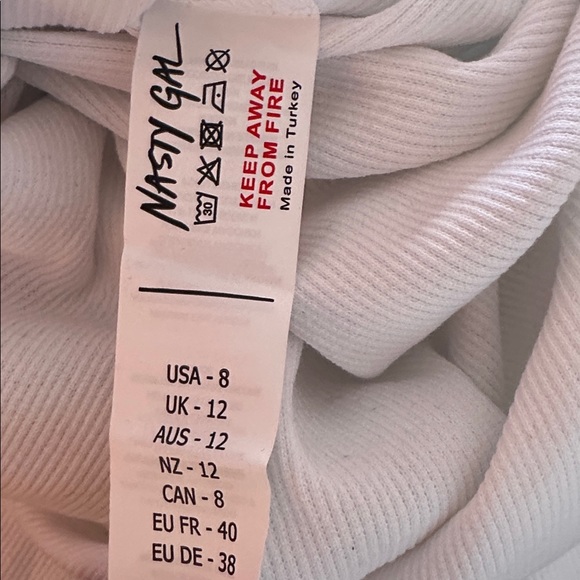 NASTY GAL
30
KEEP AWAY
FROM FIRE
Made in Turkey
USA - 8
UK - 12
AUS - 12
NZ - 12
CAN - 8
EU FR - 40
EU DE - 38